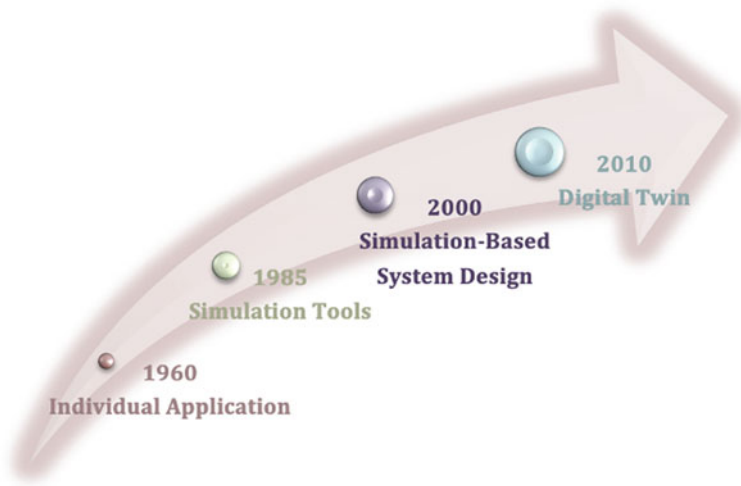 1960
Individual Application
1985
Simulation Tools
2000
Simulation-Based
System Design
2010
Digital Twin